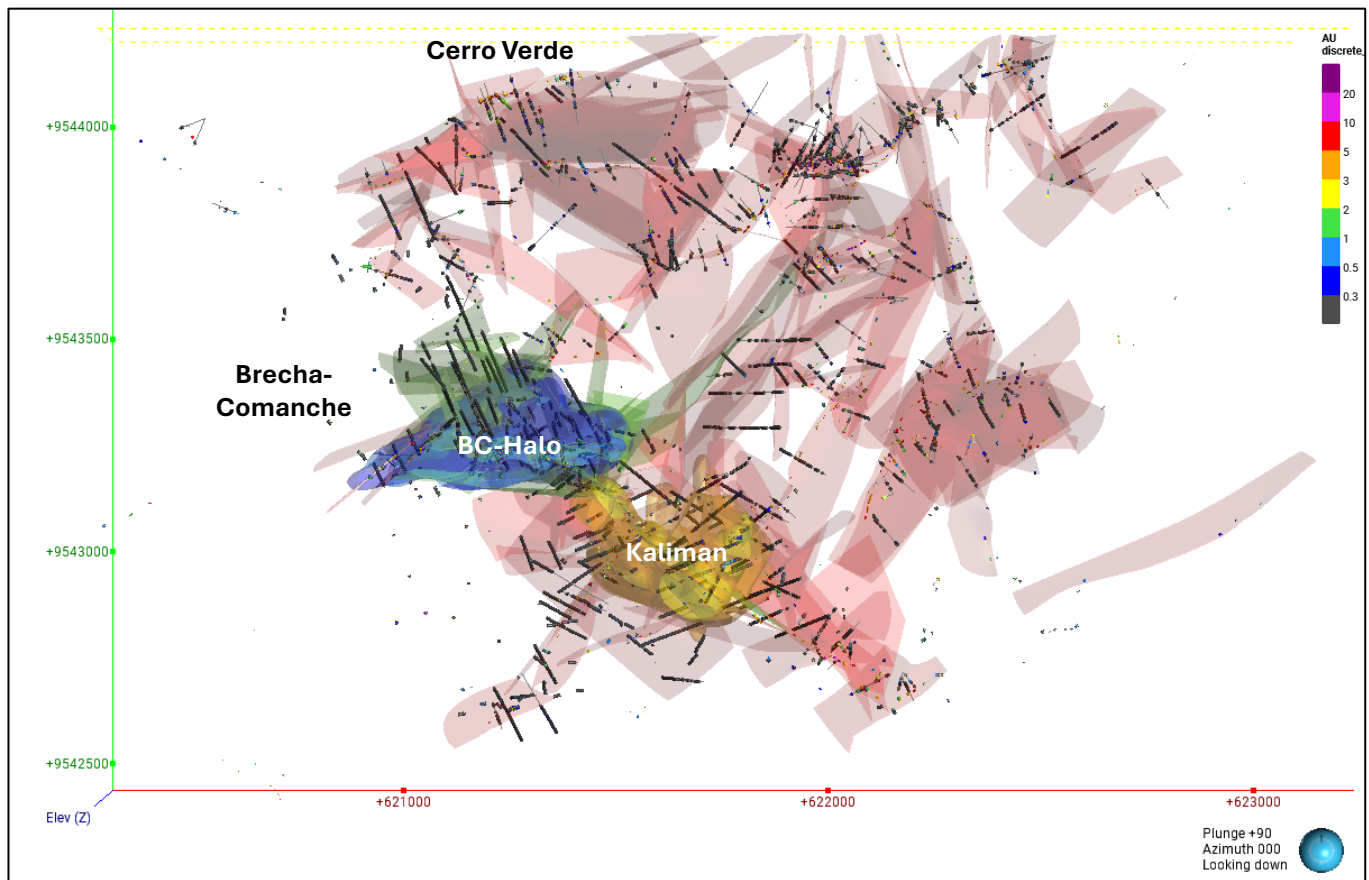 Cerro Verde
AU
discrete_
20
10
5
3
2
1
0.5
0.3
+9544000
+9543500
Brecha-
Comanche
BC-Halo
+9543000
Kaliman
+9542500
+621000
+622000
+623000
Elev (Z)
Plunge +90
Azimuth 000
Looking down